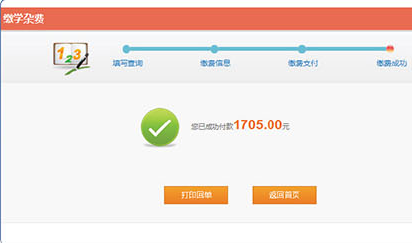 缴学杂费
123
填写查询 缴费信息 缴费支付 缴费成功
您已成功付款1705.00元
打印回单 返回首页